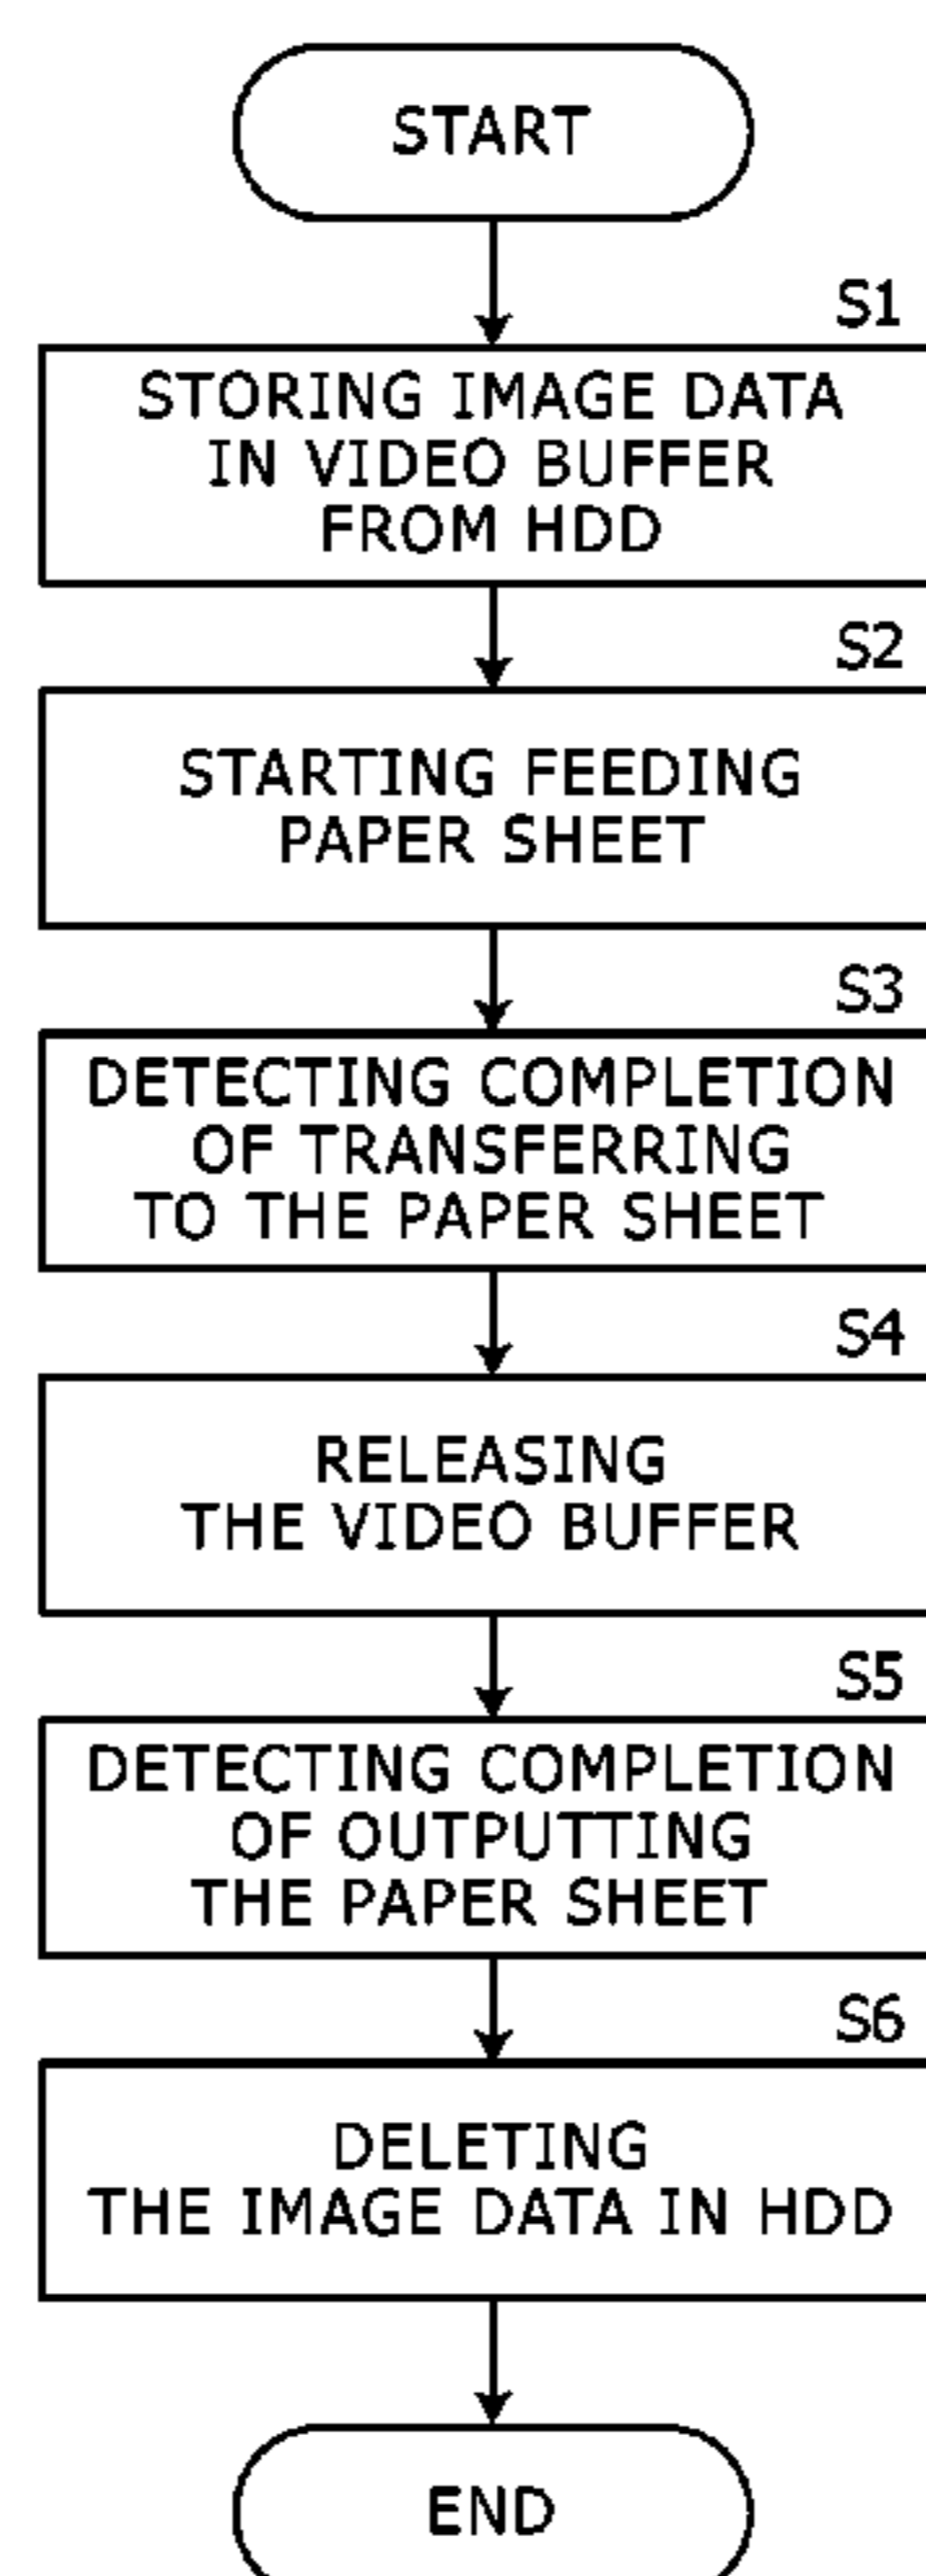 START
S1
STORING IMAGE DATA
IN VIDEO BUFFER
FROM HDD
S2
STARTING FEEDING
PAPER SHEET
S3
DETECTING COMPLETION
OF TRANSFERRING
TO THE PAPER SHEET
S4
RELEASING
THE VIDEO BUFFER
S5
DETECTING COMPLETION
OF OUTPUTTING
THE PAPER SHEET
S6
DELETING
THE IMAGE DATA IN HDD
END